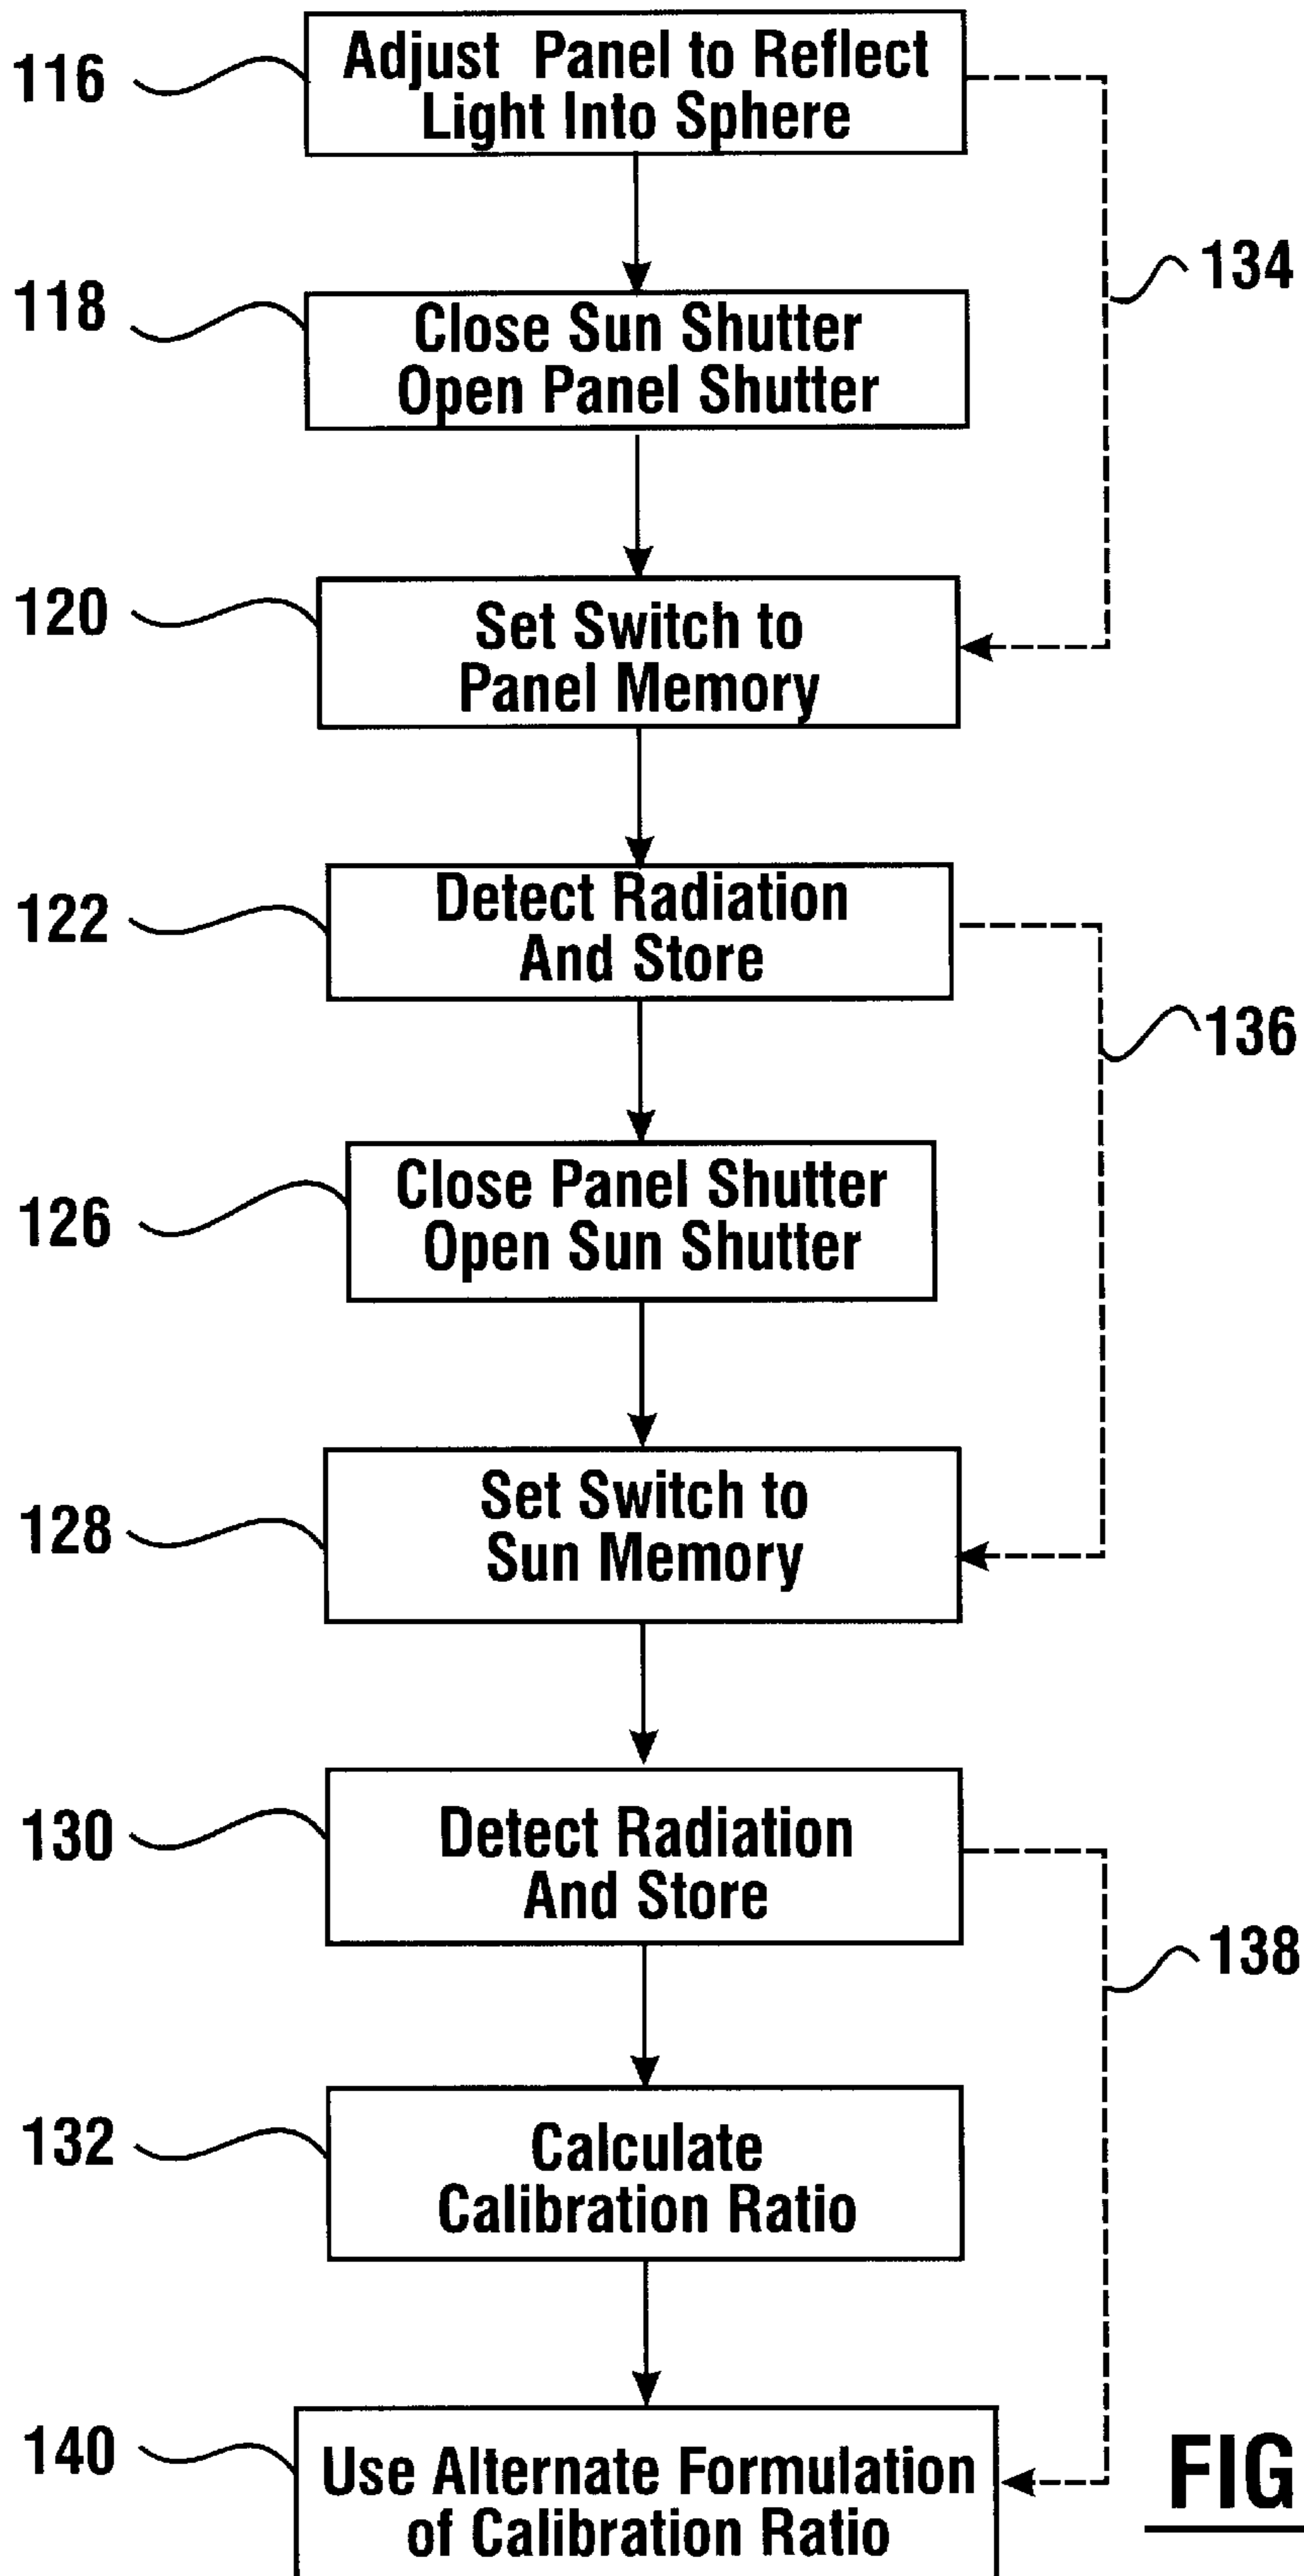 116
Adjust Panel to Reflect
Light Into Sphere
134
118
Close Sun Shutter
Open Panel Shutter
120
Set Switch to
Panel Memory
122
Detect Radiation
And Store
136
126
Close Panel Shutter
Open Sun Shutter
128
Set Switch to
Sun Memory
130
Detect Radiation
And Store
138
132
Calculate
Calibration Ratio
140
Use Alternate Formulation
of Calibration Ratio
FIG